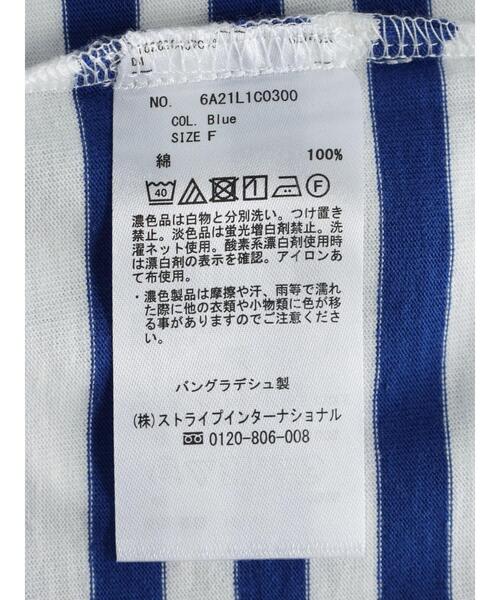 NO. 6A21L1C0300
COL. Blue
SIZE F
綿 100%
40
F
濃色品は白物と分別洗い。つけ置き
禁止。淡色品は蛍光増白剤禁止。洗
濯ネット使用。酸素系漂白剤使用時
は漂白剤の表示を確認。アイロンあ
て布使用。
・濃色製品は摩擦や汗、雨等で濡れ
た際に他の衣類や小物類に色が移
る事がありますのでご注意くださ
い。
バングラデシュ製
(株)ストライプインターナショナル
0120-806-008